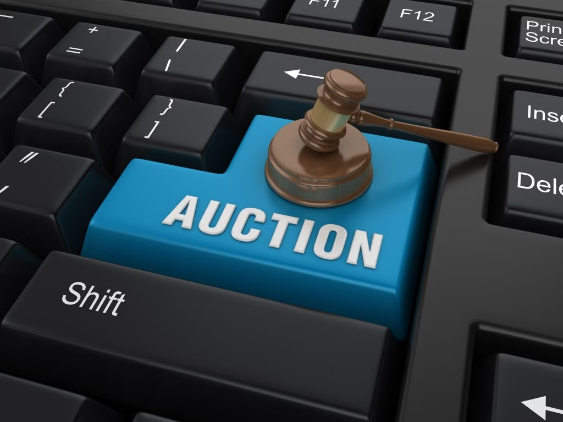 F11
F12
Prin
Scre
+
=
|
\
←
Inse
{
[
}
]
Dele
"
AUCTION
Shift
←